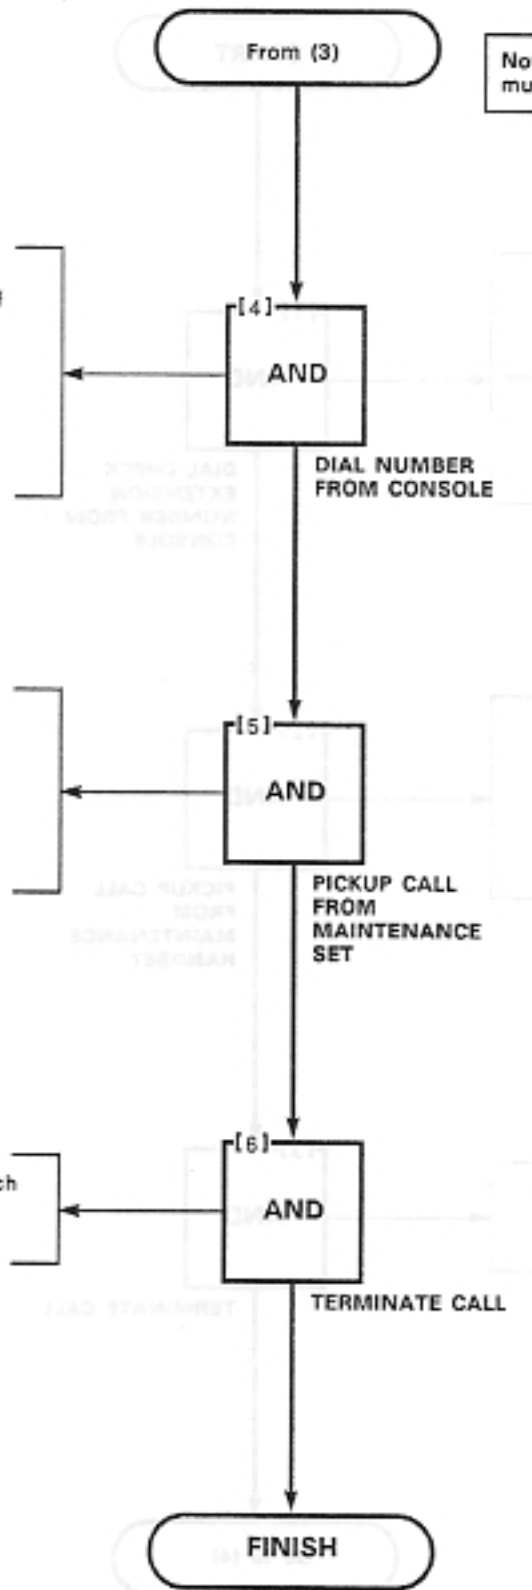 From (3)
[4]
AND
DIAL NUMBER
FROM CONSOLE
[5]
AND
PICKUP CALL
FROM
MAINTENANCE
SET
[6]
AND
TERMINATE CALL
FINISH